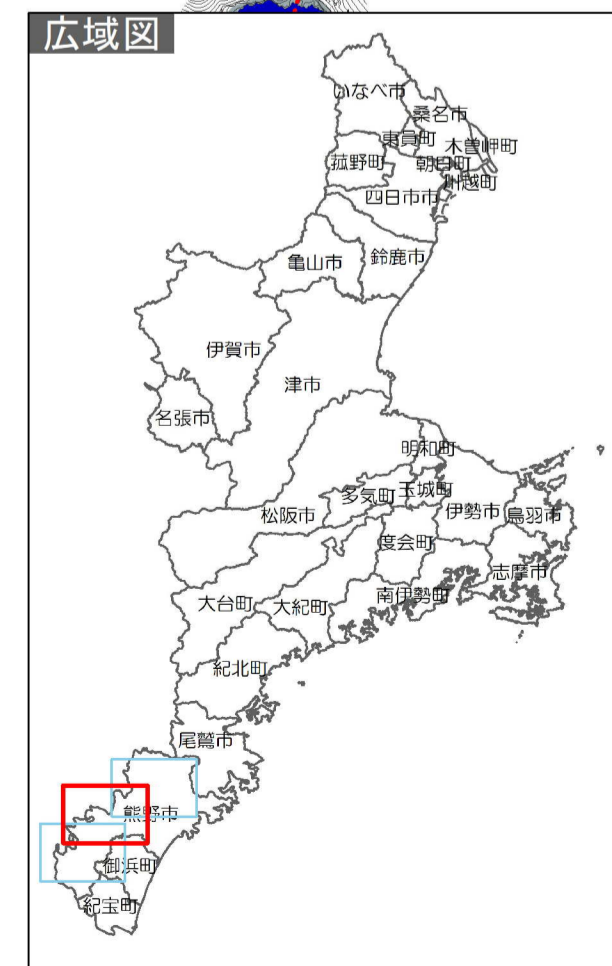 広域図
いなべ市
桑名市
東員町
木曽岬町
菰野町
朝日町
川越町
四日市市
亀山市
鈴鹿市
伊賀市
津市
名張市
明和町
多気町
玉城町
松阪市
伊勢市
鳥羽市
度会町
志摩市
大台町
大紀町
南伊勢町
紀北町
尾鷲市
熊野市
御浜町
紀宝町